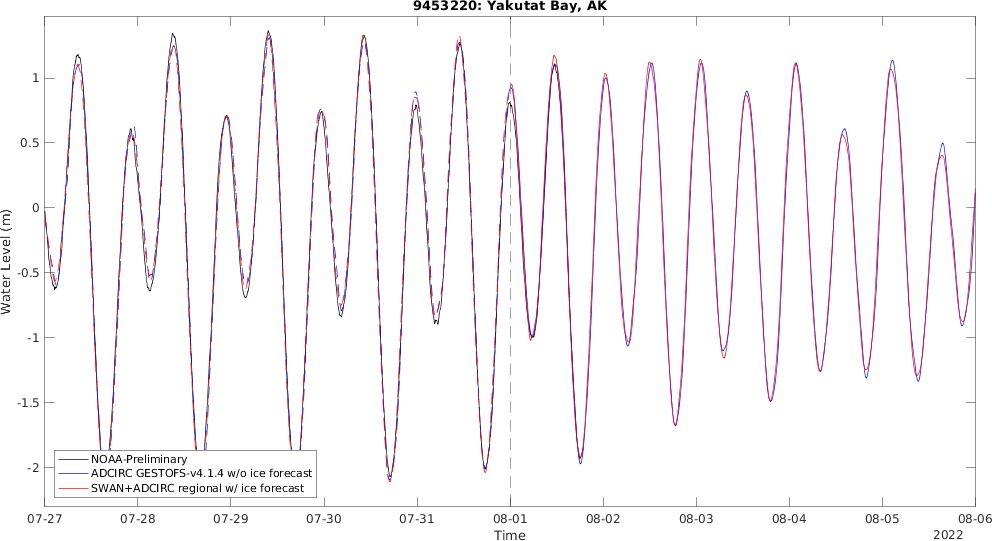 9453220: Yakutat Bay, AK
Water Level (m)
1
0.5
0
-0.5
-1
-1.5
-2
NOAA-Preliminary
ADCIRC GESTOFS-v4.1.4 w/o ice forecast
SWAN+ADCIRC regional w/ ice forecast
07-27 07-28 07-29 07-30 07-31 08-01 08-02 08-03 08-04 08-05 08-06
Time
2022